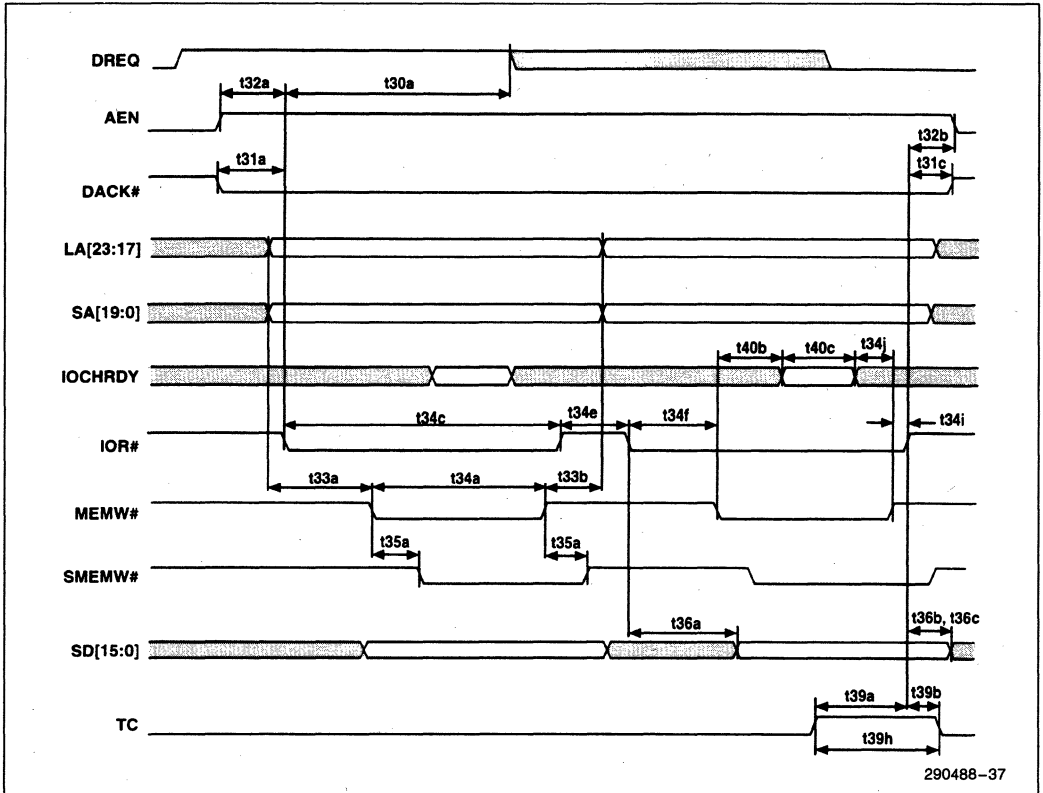 DREQ
t32a
t30a
AEN
t32b
t31a
t31c
DACK#
LA[23:17]
SA[19:0]
t40b
t40c
t34j
IOCHRDY
t34c
t34e
t34f
t34i
IOR#
t33a
t34a
t33b
MEMW#
t35a
t35a
SMEMW#
t36a
t36b, t36c
SD[15:0]
t39a
t39b
TC
t39h
290488-37